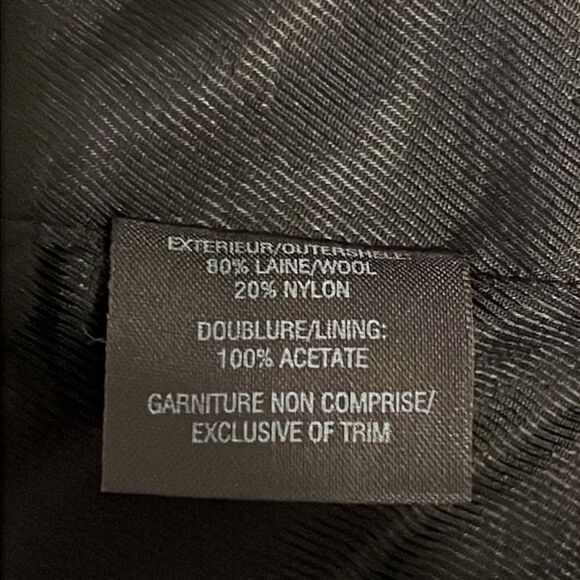 EXTERIEUR/OUTERSHELL:
80% LAINE/WOOL
20% NYLON
DOUBLURE/LINING:
100% ACETATE
GARNITURE NON COMPRISE/
EXCLUSIVE OF TRIM